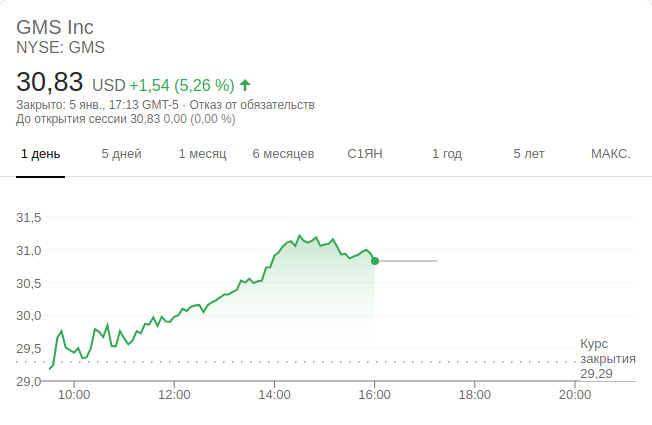 GMS Inc
NYSE: GMS
30,83 USD +1,54 (5,26 %)
Закрыто: 5 янв., 17:13 GMT-5 · Отказ от обязательств
До открытия сессии 30,83 0,00 (0,00 %)
1 день 5 дней 1 месяц 6 месяцев С1ЯН 1 год 5 лет МАКС.
31,5
31,0
30,5
30,0
29,5
29,0
Курс
закрытия
29,29
10:00 12:00 14:00 16:00 18:00 20:00